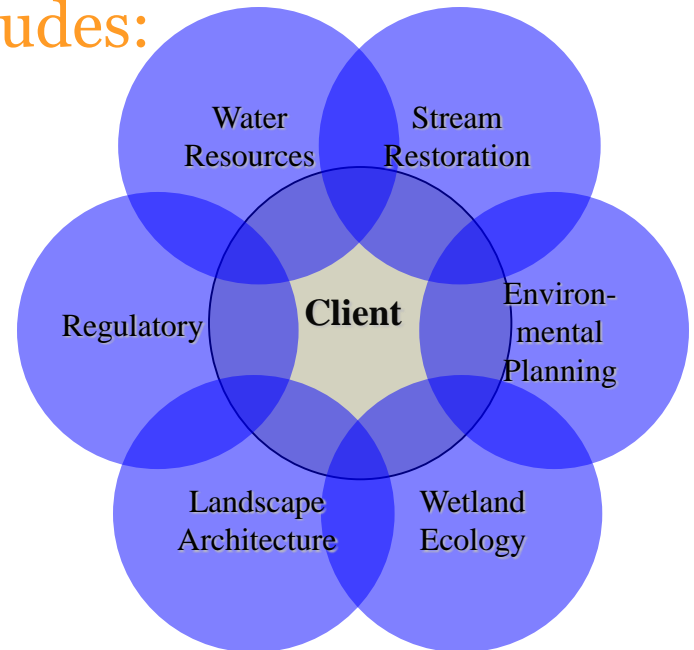 udes:
Water
Resources
Stream
Restoration
Regulatory
Client
Environ-
mental
Planning
Landscape
Architecture
Wetland
Ecology